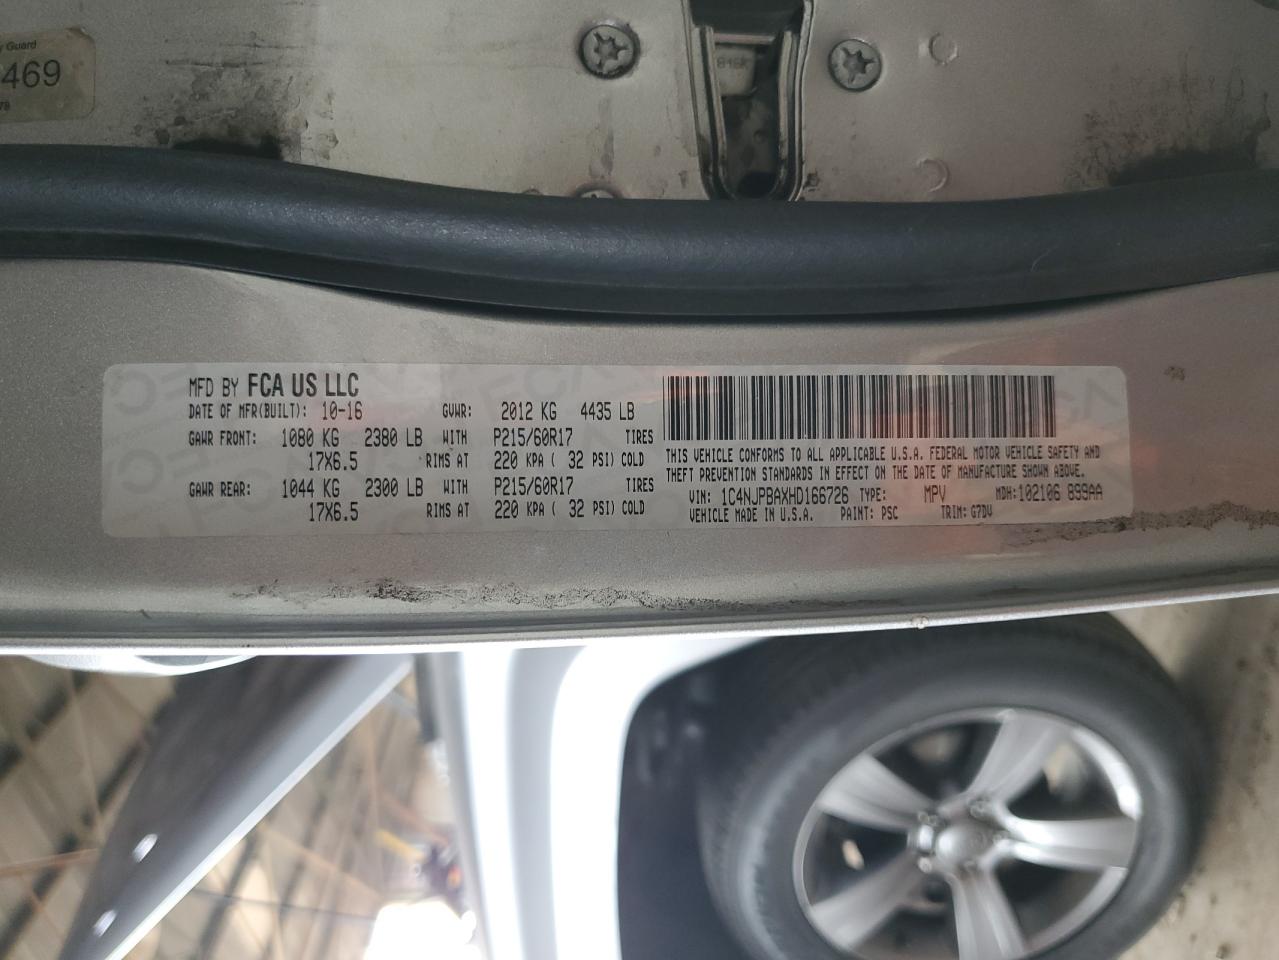 Guard
469
MFD BY FCA US LLC
DATE OF MFR(BUILT): 10-16 GVWR: 2012 KG 4435 LB
GAWR FRONT: 1080 KG 2380 LB WITH P215/60R17 TIRES
17X6.5 RIMS AT 220 KPA ( 32 PSI) COLD
GAWR REAR: 1044 KG 2300 LB WITH P215/60R17 TIRES
17X6.5 RIMS AT 220 KPA ( 32 PSI) COLD
THIS VEHICLE CONFORMS TO ALL APPLICABLE U.S.A. FEDERAL MOTOR VEHICLE SAFETY AND
THEFT PREVENTION STANDARDS IN EFFECT ON THE DATE OF MANUFACTURE SHOWN ABOVE.
VIN: 1C4NJPBAXHD166726 TYPE: MPV MDH:102106 899AA
VEHICLE MADE IN U.S.A. PAINT: PSC TRIM: G7DV